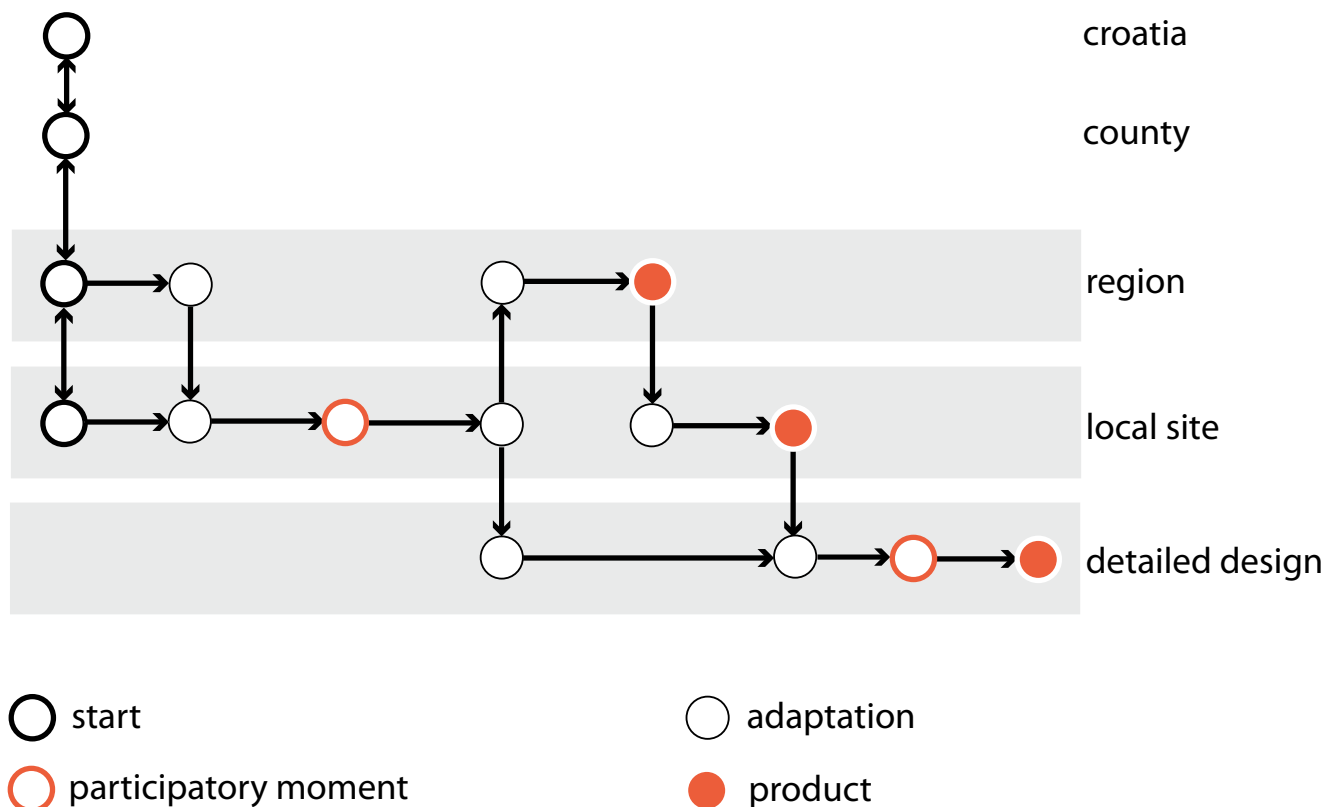 croatia
county
region
local site
detailed design
start
adaptation
participatory moment
product